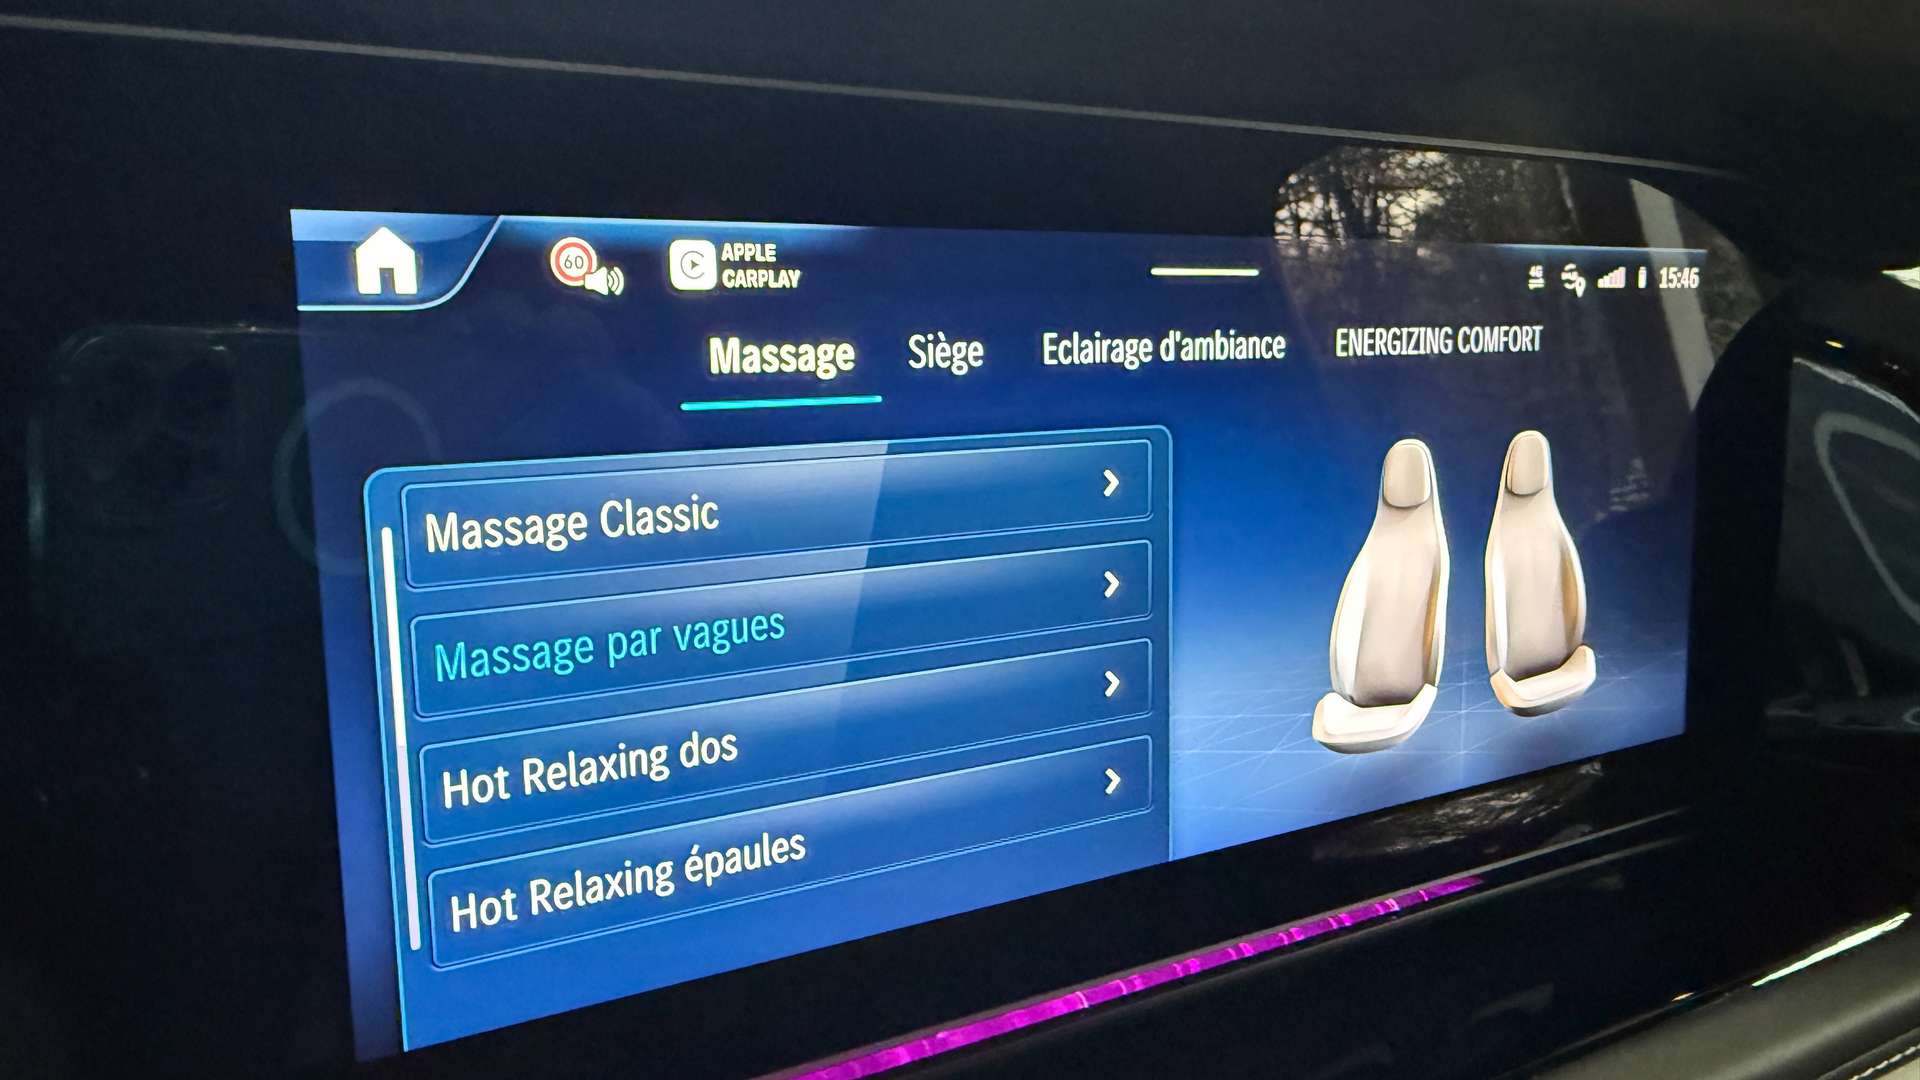 60
APPLE
CARPLAY
4G
15:46
Massage Siège Eclairage d'ambiance ENERGIZING COMFORT
Massage Classic
Massage par vagues
Hot Relaxing dos
Hot Relaxing épaules